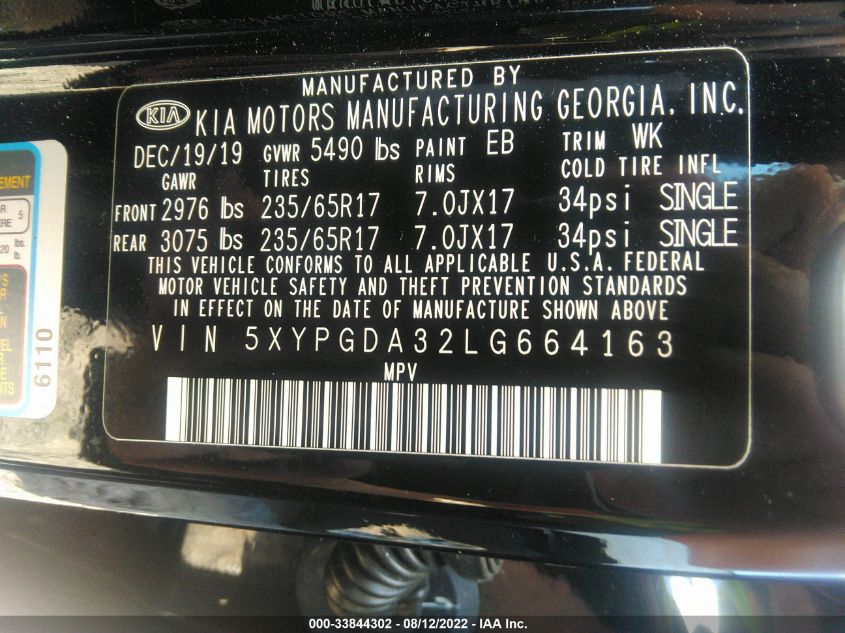 MANUFACTURED BY
KIA KIA MOTORS MANUFACTURING GEORGIA, INC.
DEC/19/19 GVWR 5490 lbs PAINT EB TRIM WK
GAWR TIRES RIMS COLD TIRE INFL
FRONT 2976 lbs 235/65R17 7.0JX17 34psi SINGLE
REAR 3075 lbs 235/65R17 7.0JX17 34psi SINGLE
THIS VEHICLE CONFORMS TO ALL APPLICABLE U.S.A. FEDERAL
MOTOR VEHICLE SAFETY AND THEFT PREVENTION STANDARDS
IN EFFECT ON THE DATE OF MANUFACTURE SHOWN ABOVE
VIN 5XYPGDA32LG664163
MPV
5
lbs.
lb.
6110
000-33844302 - 08/12/2022 - IAA Inc.